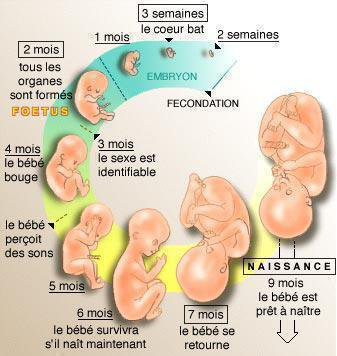 3 semaines
le coeur bat
2 semaines
1 mois
EMBRYON
FECONDATION
2 mois
tous les
organes
sont formés
FOETUS
3 mois
le sexe est
identifiable
4 mois
le bébé
bouge
le bébé
perçoit
des sons
5 mois
6 mois
le bébé survivra
s'il naît maintenant
7 mois
le bébé se
retourne
NAISSANCE
9 mois
le bébé est
prêt à naître